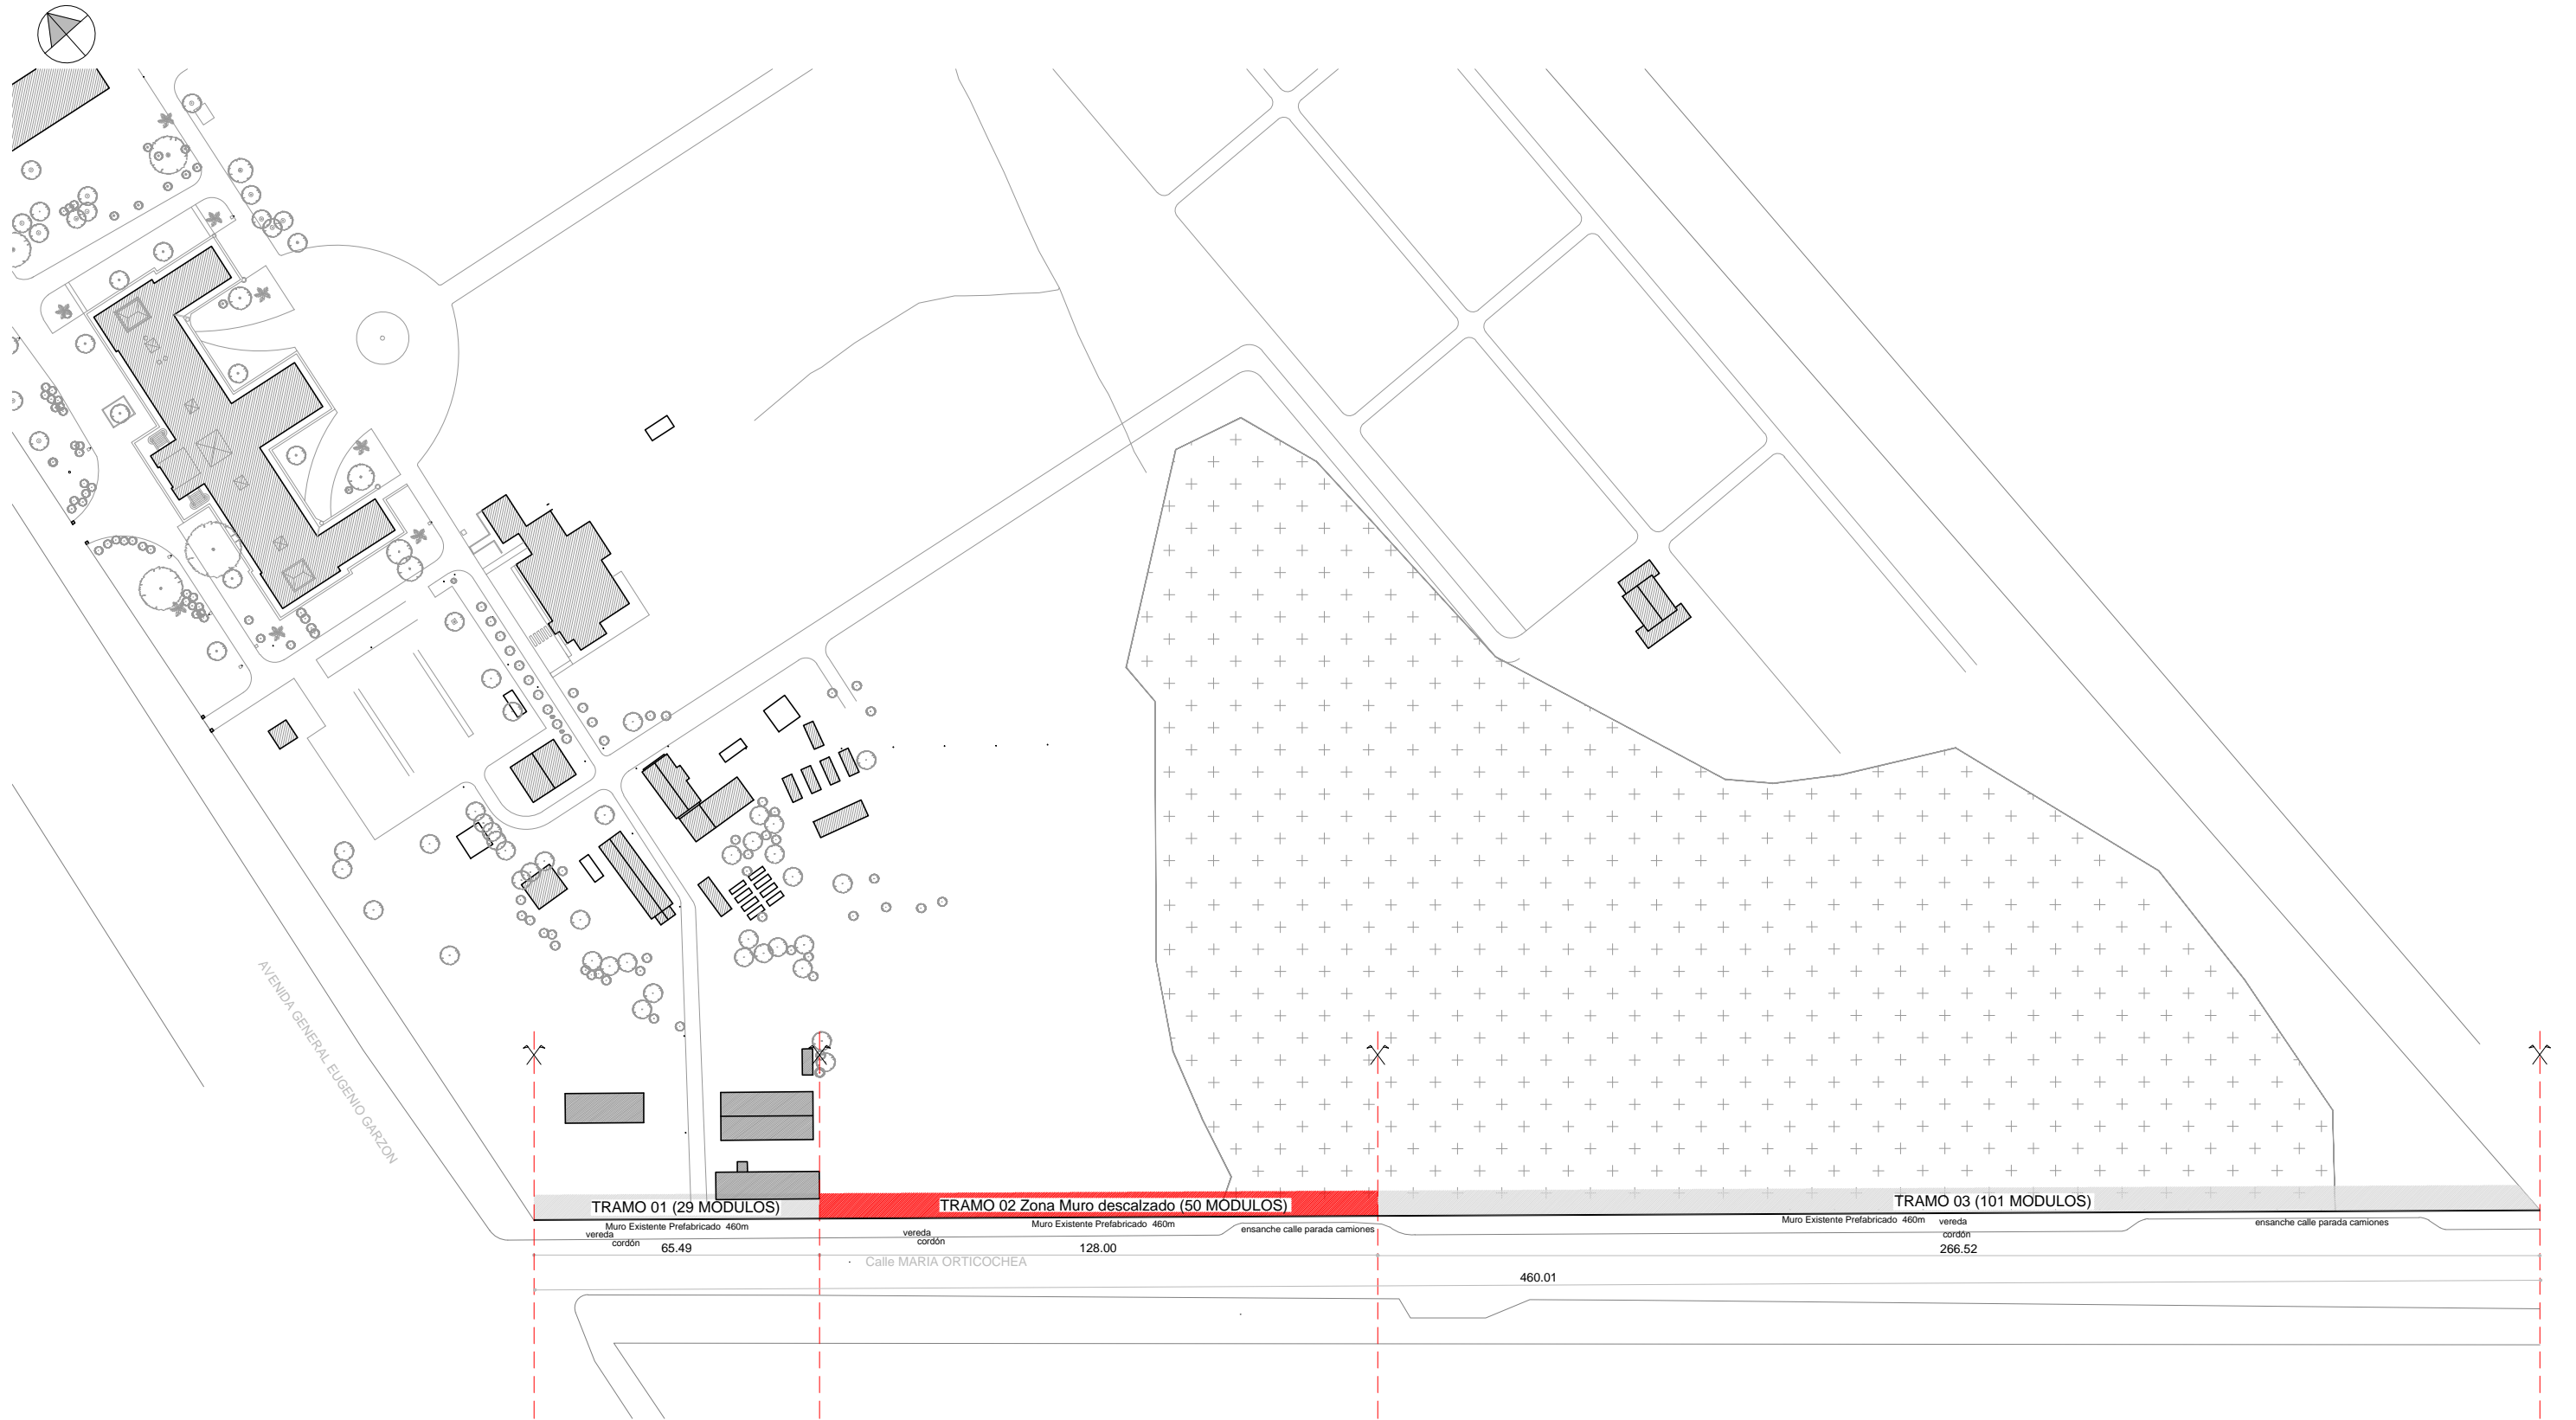 AVENIDA GENERAL EUGENIO GARZON
TRAMO 01 (29 MODULOS)
TRAMO 02 Zona Muro descalzado (50 MODULOS)
TRAMO 03 (101 MODULOS)
Muro Existente Prefabricado 460m
Muro Existente Prefabricado 460m
Muro Existente Prefabricado 460m
vereda
cordón
vereda
cordón
ensanche calle parada camiones
vereda
cordón
ensanche calle parada camiones
65.49
128.00
266.52
Calle MARIA ORTICOCHEA
460.01